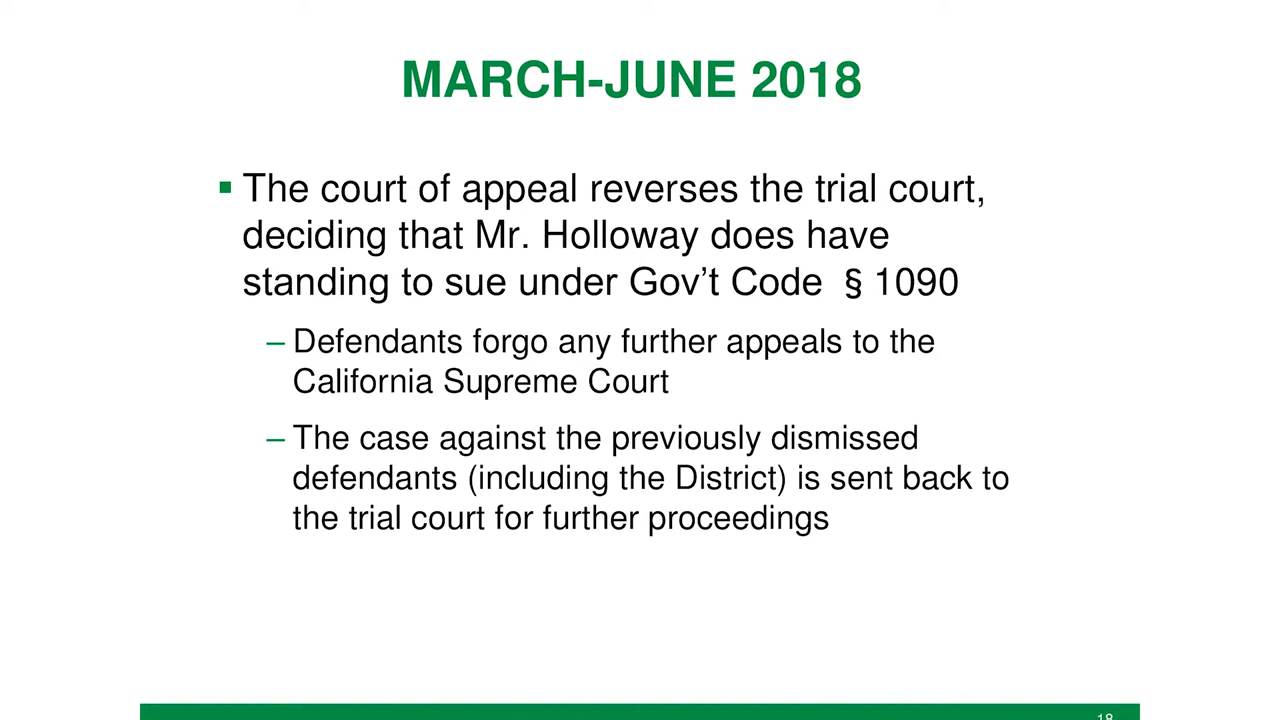 MARCH-JUNE 2018
▪ The court of appeal reverses the trial court,
deciding that Mr. Holloway does have
standing to sue under Gov’t Code § 1090
– Defendants forgo any further appeals to the
California Supreme Court
– The case against the previously dismissed
defendants (including the District) is sent back to
the trial court for further proceedings
18